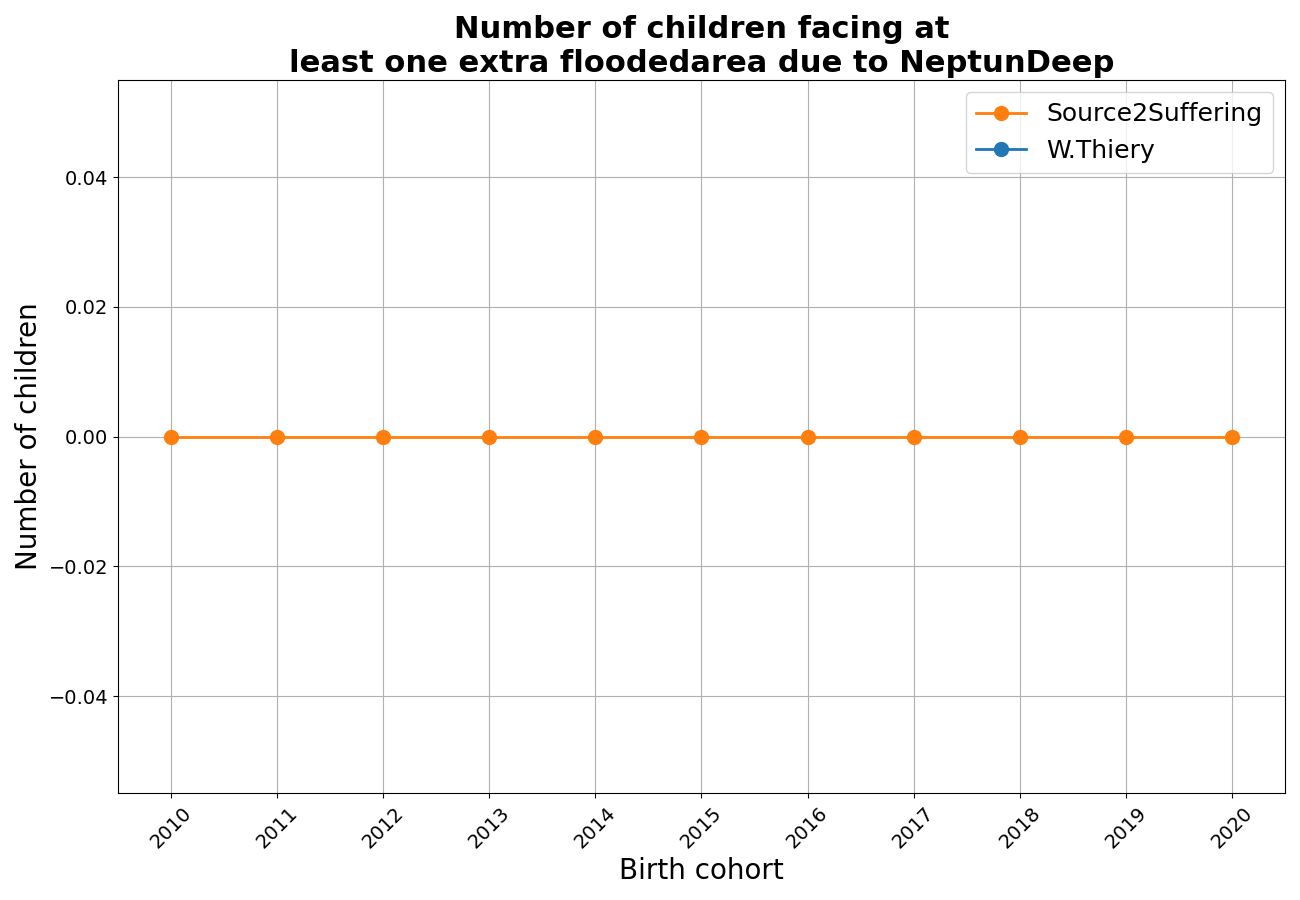 Number of children facing at
least one extra floodedarea due to NeptunDeep
Source2Suffering
W.Thiery
Number of children
0.04
0.02
0.00
−0.02
−0.04
2010 2011 2012 2013 2014 2015 2016 2017 2018 2019 2020
Birth cohort